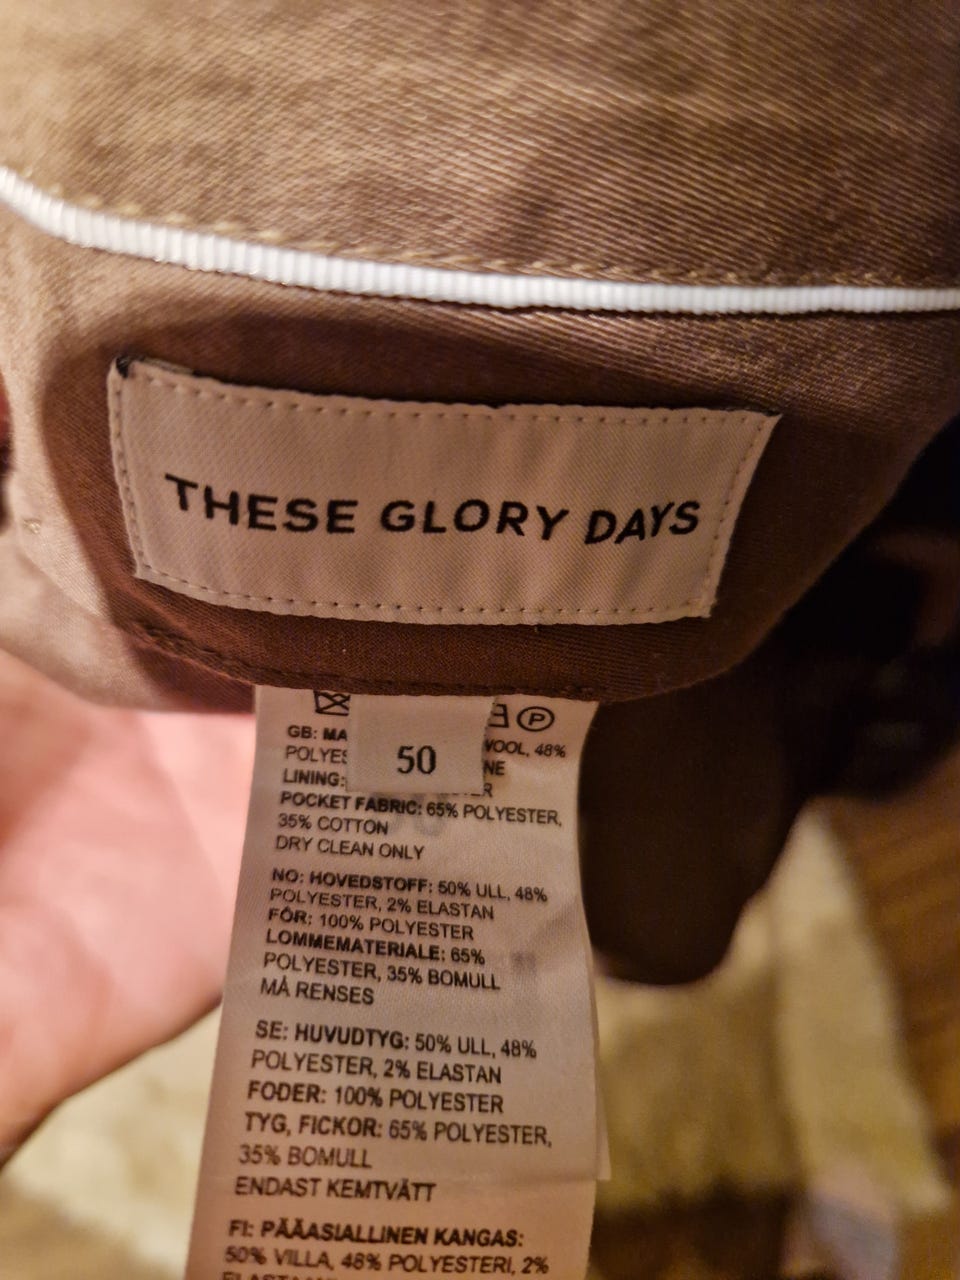 THESE GLORY DAYS
50
GB: MA
POLYES WOOL, 48%
LINING: NE
R
POCKET FABRIC: 65% POLYESTER,
35% COTTON
DRY CLEAN ONLY
NO: HOVEDSTOFF: 50% ULL, 48%
POLYESTER, 2% ELASTAN
FÔR: 100% POLYESTER
LOMMEMATERIALE: 65%
POLYESTER, 35% BOMULL
MÅ RENSES
SE: HUVUDTYG: 50% ULL, 48%
POLYESTER, 2% ELASTAN
FODER: 100% POLYESTER
TYG, FICKOR: 65% POLYESTER,
35% BOMULL
ENDAST KEMTVÄTT
FI: PÄÄASIALLINEN KANGAS:
50% VILLA, 48% POLYESTERI, 2%